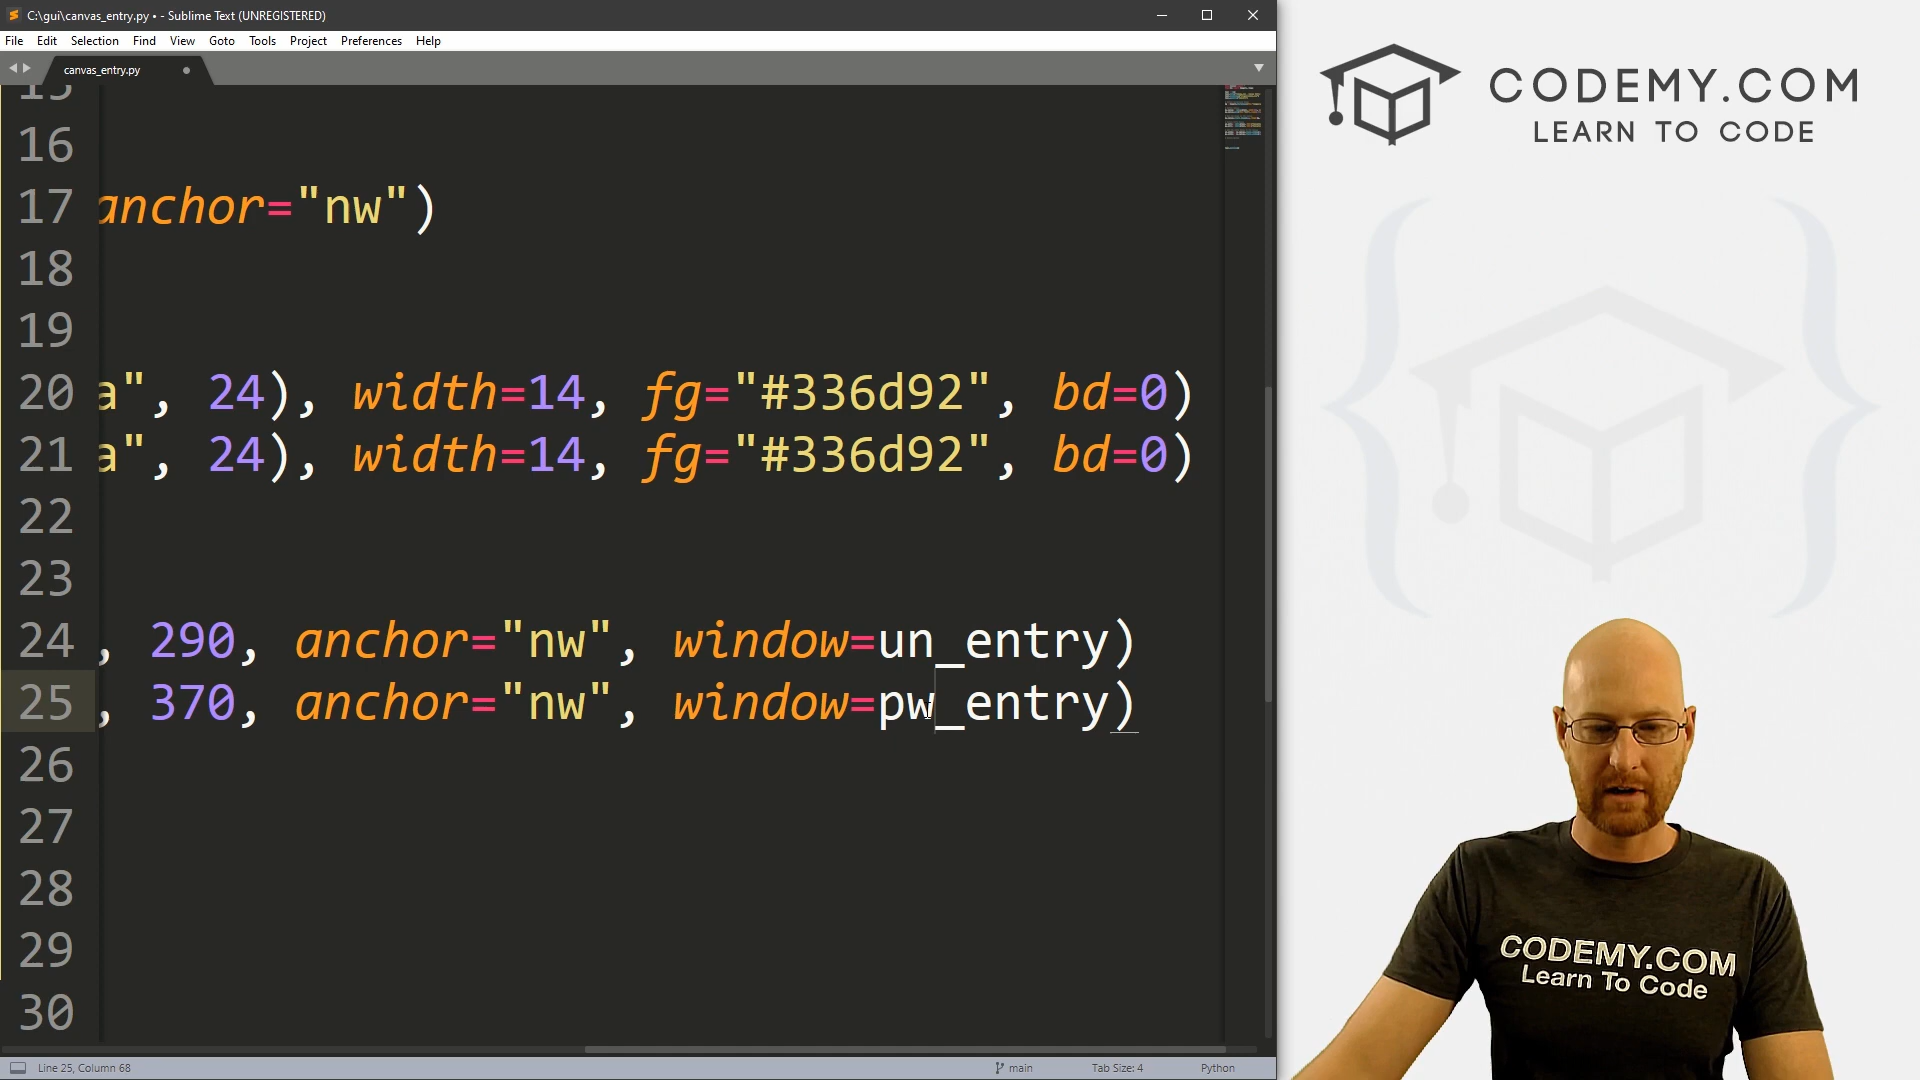 C:\gui\canvas_entry.py • - Sublime Text (UNREGISTERED)
File Edit Selection Find View Goto Tools Project Preferences Help
canvas_entry.py
15
16
17 anchor="nw")
18
19
20 a", 24), width=14, fg="#336d92", bd=0)
21 a", 24), width=14, fg="#336d92", bd=0)
22
23
24 , 290, anchor="nw", window=un_entry)
25 , 370, anchor="nw", window=pw_entry)
26
27
28
29
30
Line 25, Column 68 main Tab Size: 4 Python
CODEMY.COM
LEARN TO CODE
CODEMY.COM
Learn To Code